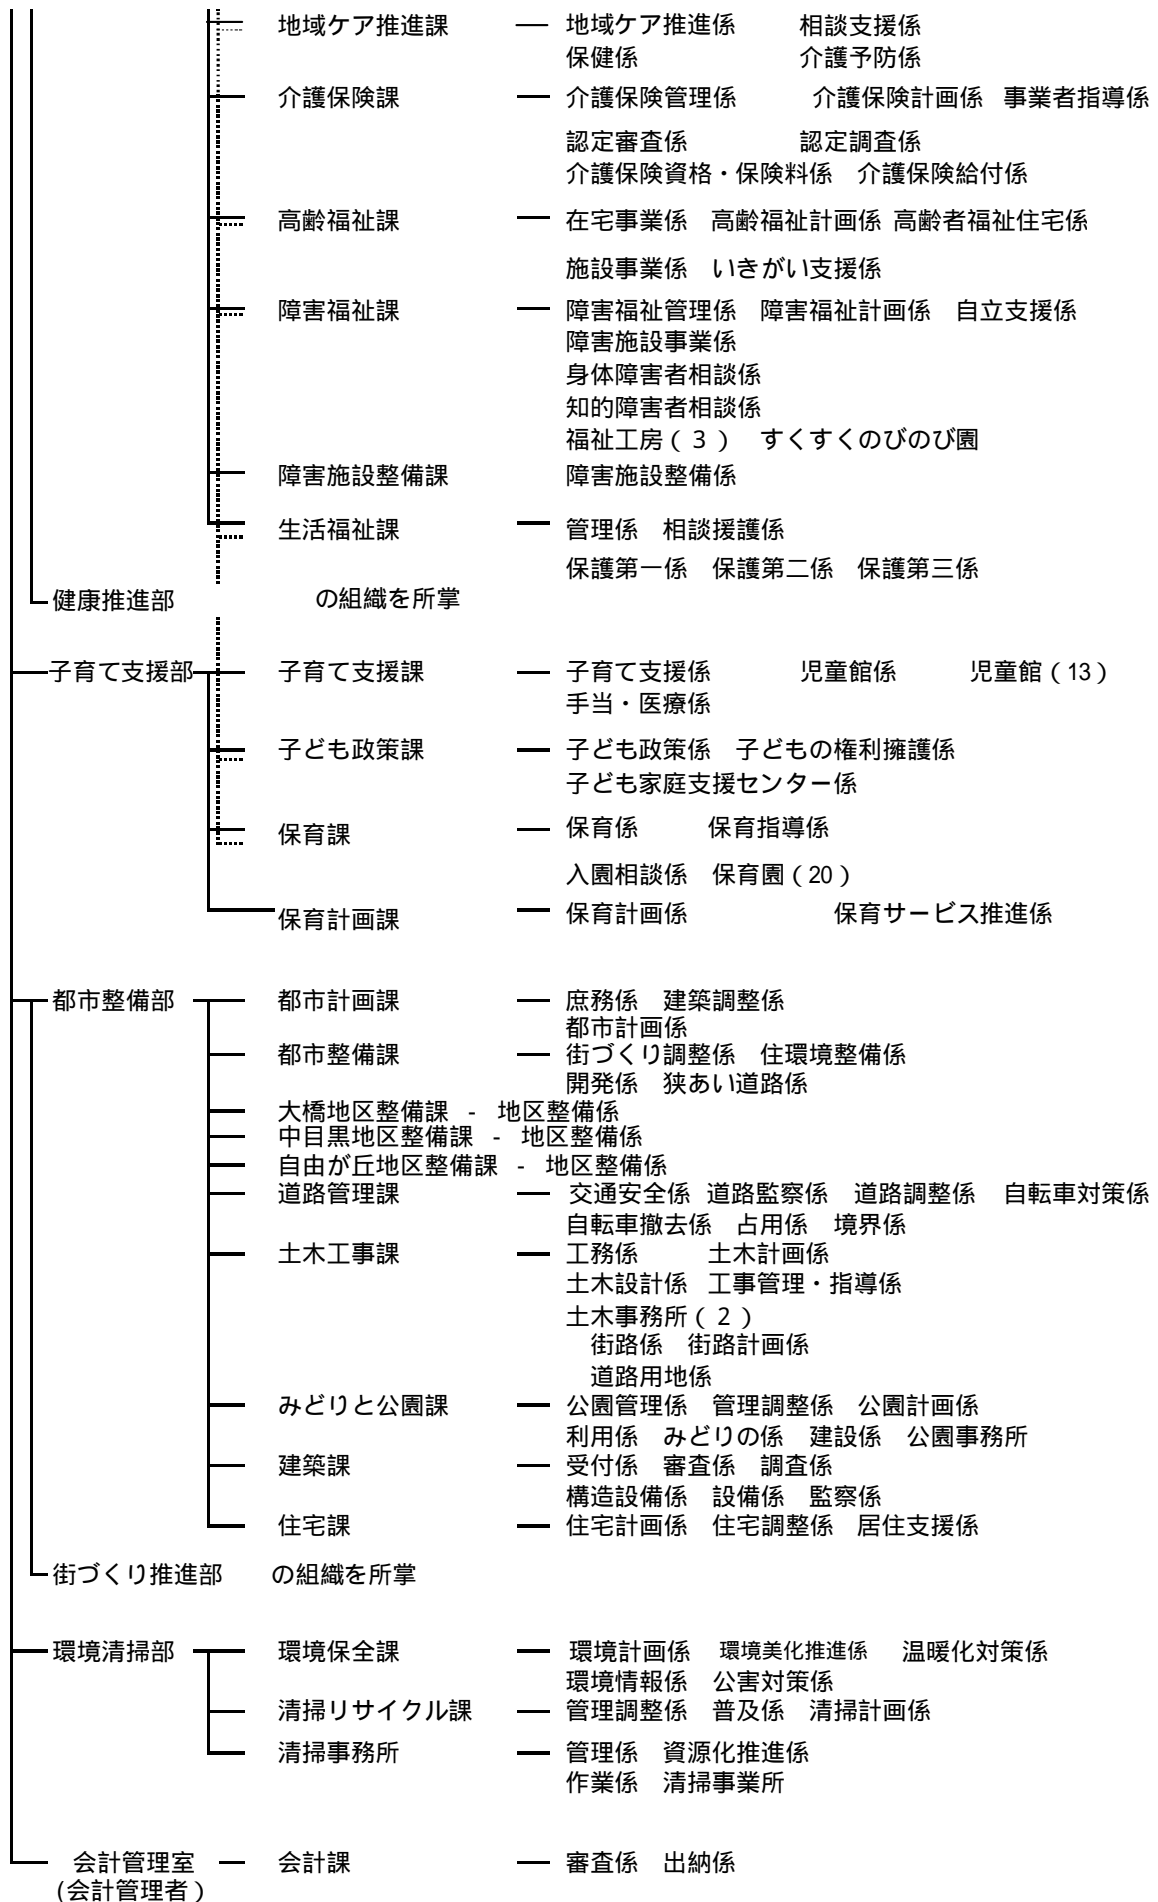 地域ケア推進課 地域ケア推進係 相談支援係
保健係 介護予防係
介護保険課 介護保険管理係 介護保険計画係 事業者指導係
認定審査係 認定調査係
介護保険資格・保険料係 介護保険給付係
高齢福祉課 在宅事業係 高齢福祉計画係 高齢者福祉住宅係
施設事業係 いきがい支援係
障害福祉課 障害福祉管理係 障害福祉計画係 自立支援係
障害施設事業係
身体障害者相談係
知的障害者相談係
福祉工房（３） すくすくのびのび園
障害施設整備課 障害施設整備係
生活福祉課 管理係 相談援護係
保護第一係 保護第二係 保護第三係
健康推進部 の組織を所掌
子育て支援部 子育て支援課 子育て支援係 児童館係 児童館（13）
手当・医療係
子ども政策課 子ども政策係 子どもの権利擁護係
子ども家庭支援センター係
保育課 保育係 保育指導係
入園相談係 保育園（20）
保育計画課 保育計画係 保育サービス推進係
都市整備部 都市計画課 庶務係 建築調整係
都市計画係
都市整備課 街づくり調整係 住環境整備係
開発係 狭あい道路係
大橋地区整備課 - 地区整備係
中目黒地区整備課 - 地区整備係
自由が丘地区整備課 - 地区整備係
道路管理課 交通安全係 道路監察係 道路調整係 自転車対策係
自転車撤去係 占用係 境界係
土木工事課 工務係 土木計画係
土木設計係 工事管理・指導係
土木事務所（２）
街路係 街路計画係
道路用地係
みどりと公園課 公園管理係 管理調整係 公園計画係
利用係 みどりの係 建設係 公園事務所
建築課 受付係 審査係 調査係
構造設備係 設備係 監察係
住宅課 住宅計画係 住宅調整係 居住支援係
街づくり推進部 の組織を所掌
環境清掃部 環境保全課 環境計画係 環境美化推進係 温暖化対策係
環境情報係 公害対策係
清掃リサイクル課 管理調整係 普及係 清掃計画係
清掃事務所 管理係 資源化推進係
作業係 清掃事業所
会計管理室 会計課 審査係 出納係
(会計管理者）